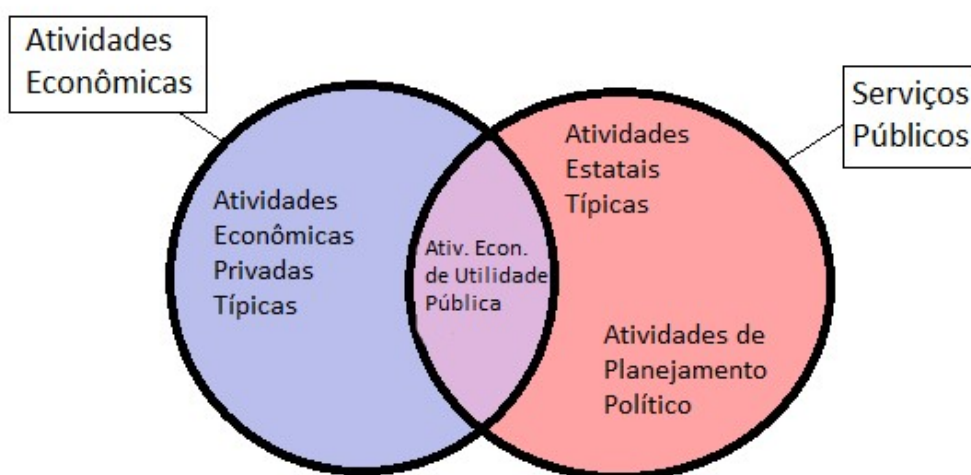 Atividades
Econômicas
Serviços
Públicos
Atividades
Econômicas
Privadas
Típicas
Ativ. Econ.
de Utilidade
Pública
Atividades
Estatais
Típicas
Atividades de
Planejamento
Político